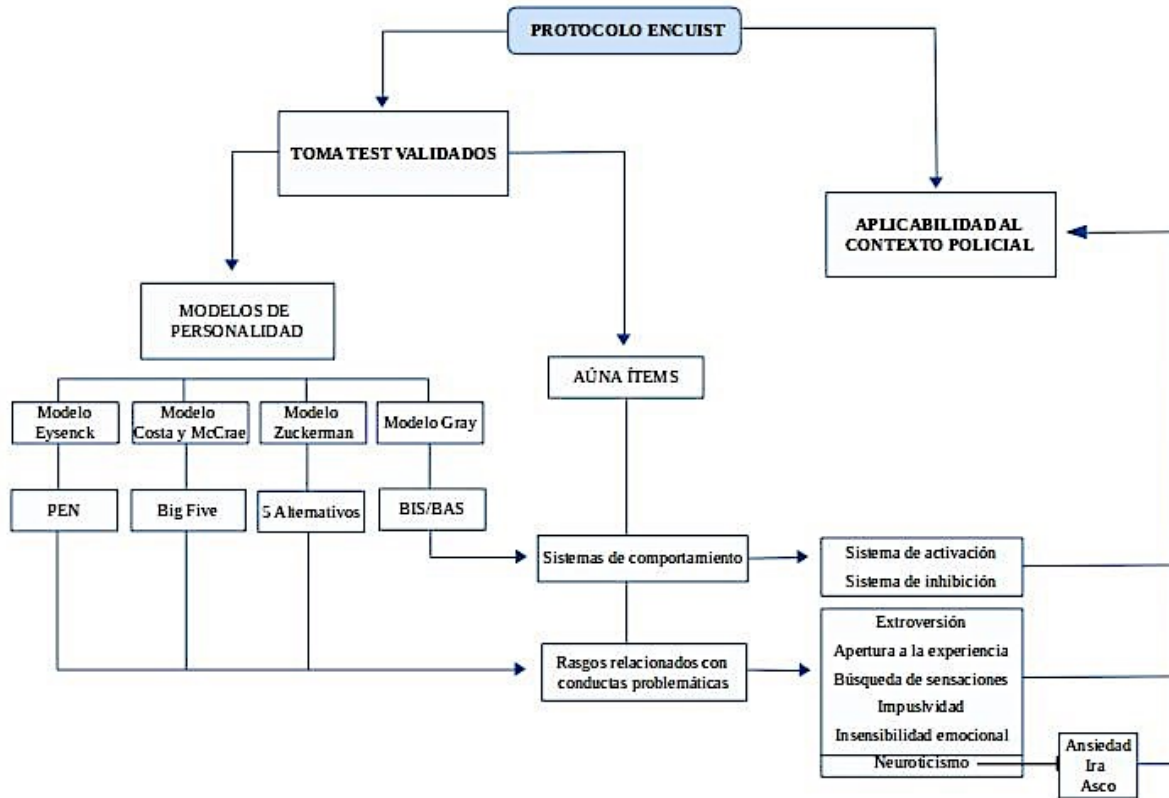 PROTOCOLO ENCUIST
TOMA TEST VALIDADOS
APLICABILIDAD AL
CONTEXTO POLICIAL
MODELOS DE
PERSONALIDAD
AÚNA ÍTEMS
Modelo
Eysenck
Modelo
Costa y McCrae
Modelo
Zuckerman
Modelo Gray
PEN
Big Five
5 Alternativos
BIS/BAS
Sistemas de comportamiento
Sistema de activación
Sistema de inhibición
Rasgos relacionados con
conductas problemáticas
Extroversión
Apertura a la experiencia
Búsqueda de sensaciones
Impuslvidad
Insensibilidad emocional
Neuroticismo
Ansiedad
Ira
Asco